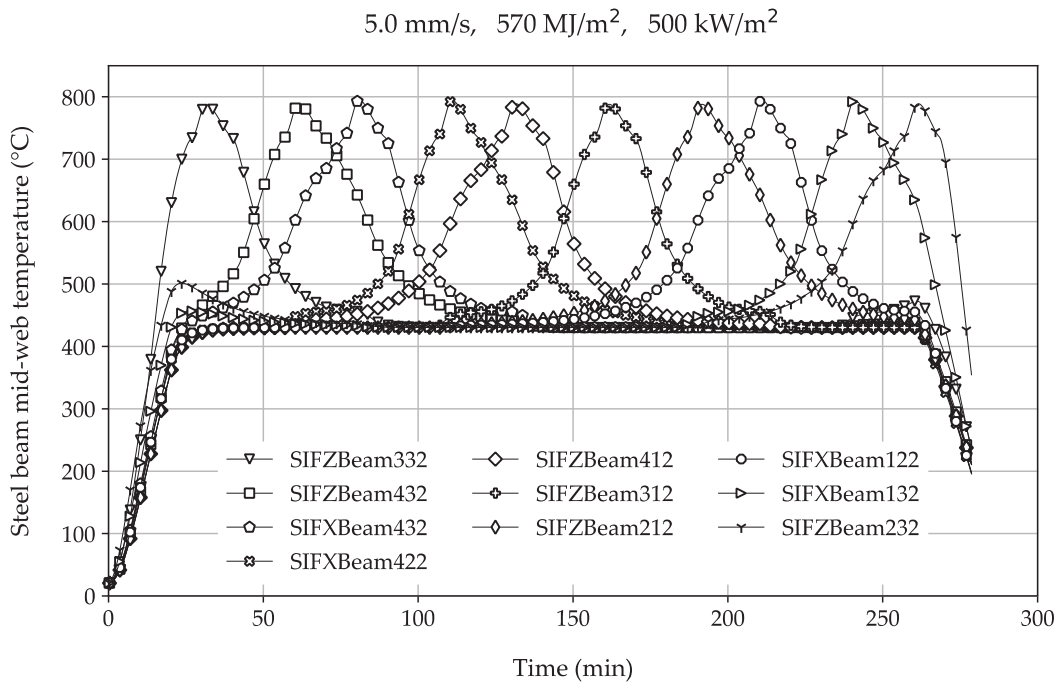 5.0 mm/s, 570 MJ/m², 500 kW/m²
Steel beam mid-web temperature (°C)
800
700
600
500
400
300
200
100
0
SIFZBeam332
SIFZBeam432
SIFXBeam432
SIFXBeam422
SIFZBeam412
SIFZBeam312
SIFZBeam212
SIFXBeam122
SIFXBeam132
SIFZBeam232
0 50 100 150 200 250 300
Time (min)